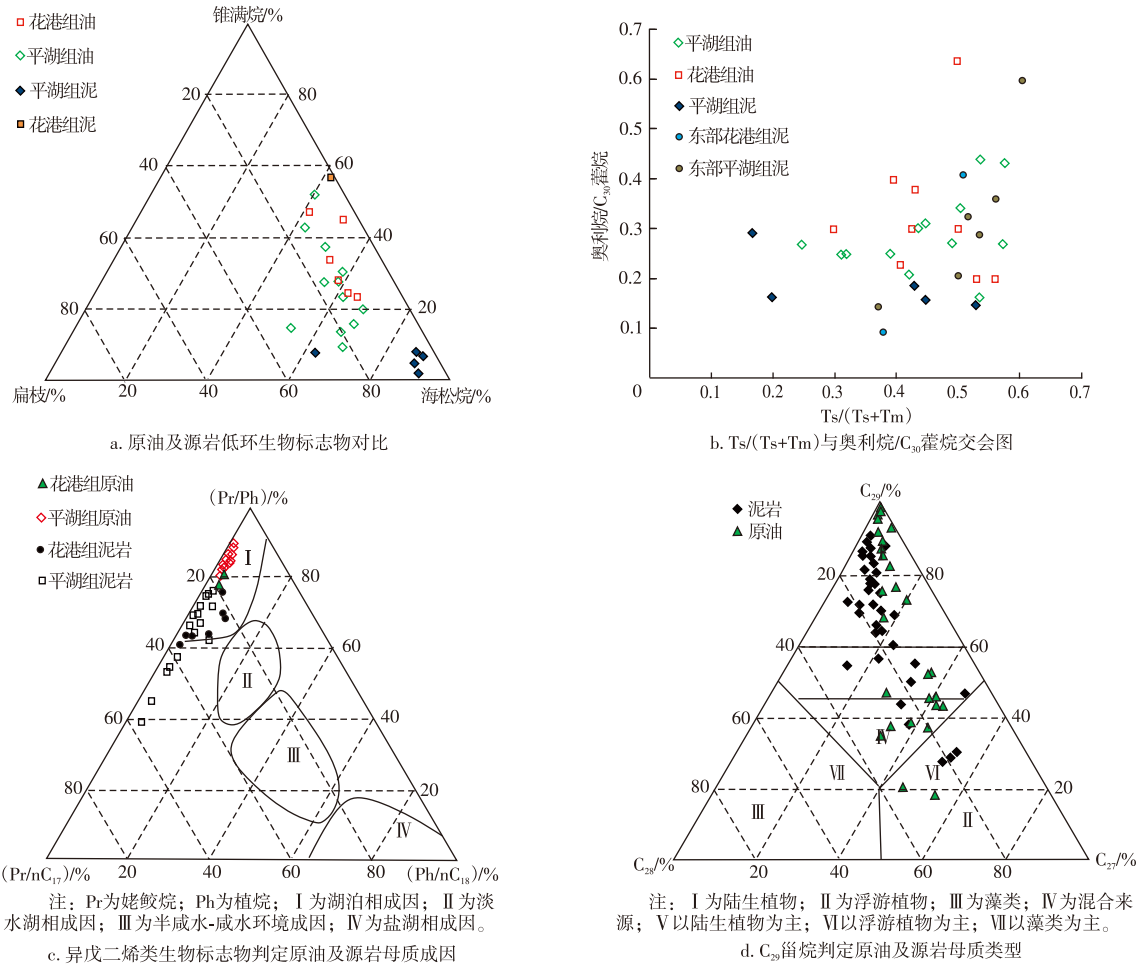 锥满烷/%
花港组油
平湖组油
平湖组泥
花港组泥
20
80
40
60
60
40
80
20
扁枝/%
20
40
60
80
海松烷/%
a. 原油及源岩低环生物标志物对比
0.7
0.6
0.5
0.4
0.3
0.2
0.1
0
奥利烷/C30藿烷
平湖组油
花港组油
平湖组泥
东部花港组泥
东部平湖组泥
0.1
0.2
0.3
0.4
0.5
0.6
0.7
Ts/(Ts+Tm)
b. Ts/(Ts+Tm)与奥利烷/C30藿烷交会图
花港组原油
平湖组原油
花港组泥岩
平湖组泥岩
(Pr/Ph)/%
Ⅰ
20
80
40
60
Ⅱ
60
40
Ⅲ
80
20
Ⅳ
(Pr/nC17)/%
20
40
60
80
(Ph/nC18)/%
注：Pr为姥鲛烷；Ph为植烷；Ⅰ为湖泊相成因；Ⅱ为淡
水湖相成因；Ⅲ为半咸水-咸水环境成因；Ⅳ为盐湖相成因。
c. 异戊二烯类生物标志物判定原油及源岩母质成因
C29/%
泥岩
原油
20
80
40
60
60
40
Ⅳ
Ⅶ
Ⅵ
80
20
Ⅲ
Ⅱ
C28/%
20
40
60
80
C27/%
注：Ⅰ为陆生植物；Ⅱ为浮游植物；Ⅲ为藻类；Ⅳ为混合来
源；Ⅴ以陆生植物为主；Ⅵ以浮游植物为主；Ⅶ以藻类为主。
d. C29甾烷判定原油及源岩母质类型